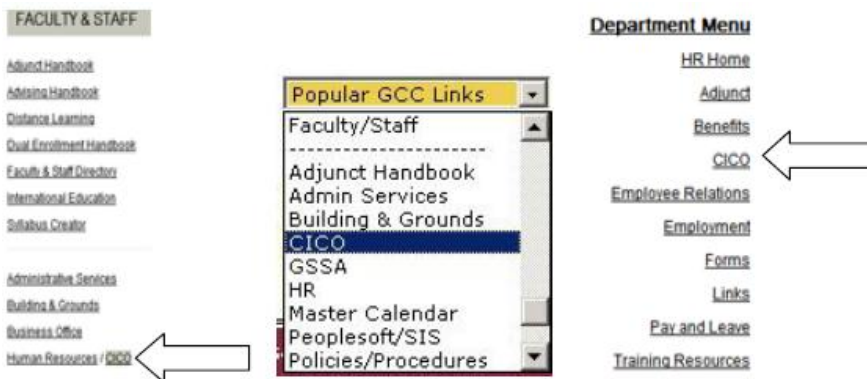 FACULTY & STAFF
Adjunct Handbook
Advising Handbook
Distance Learning
Dual Enrollment Handbook
Faculty & Staff Directory
International Education
Syllabus Creator
Administrative Services
Building & Grounds
Business Office
Human Resources / CICO
Popular GCC Links
Faculty/Staff
----------------------
Adjunct Handbook
Admin Services
Building & Grounds
CICO
GSSA
HR
Master Calendar
Peoplesoft/SIS
Policies/Procedures
Department Menu
HR Home
Adjunct
Benefits
CICO
Employee Relations
Employment
Forms
Links
Pay and Leave
Training Resources